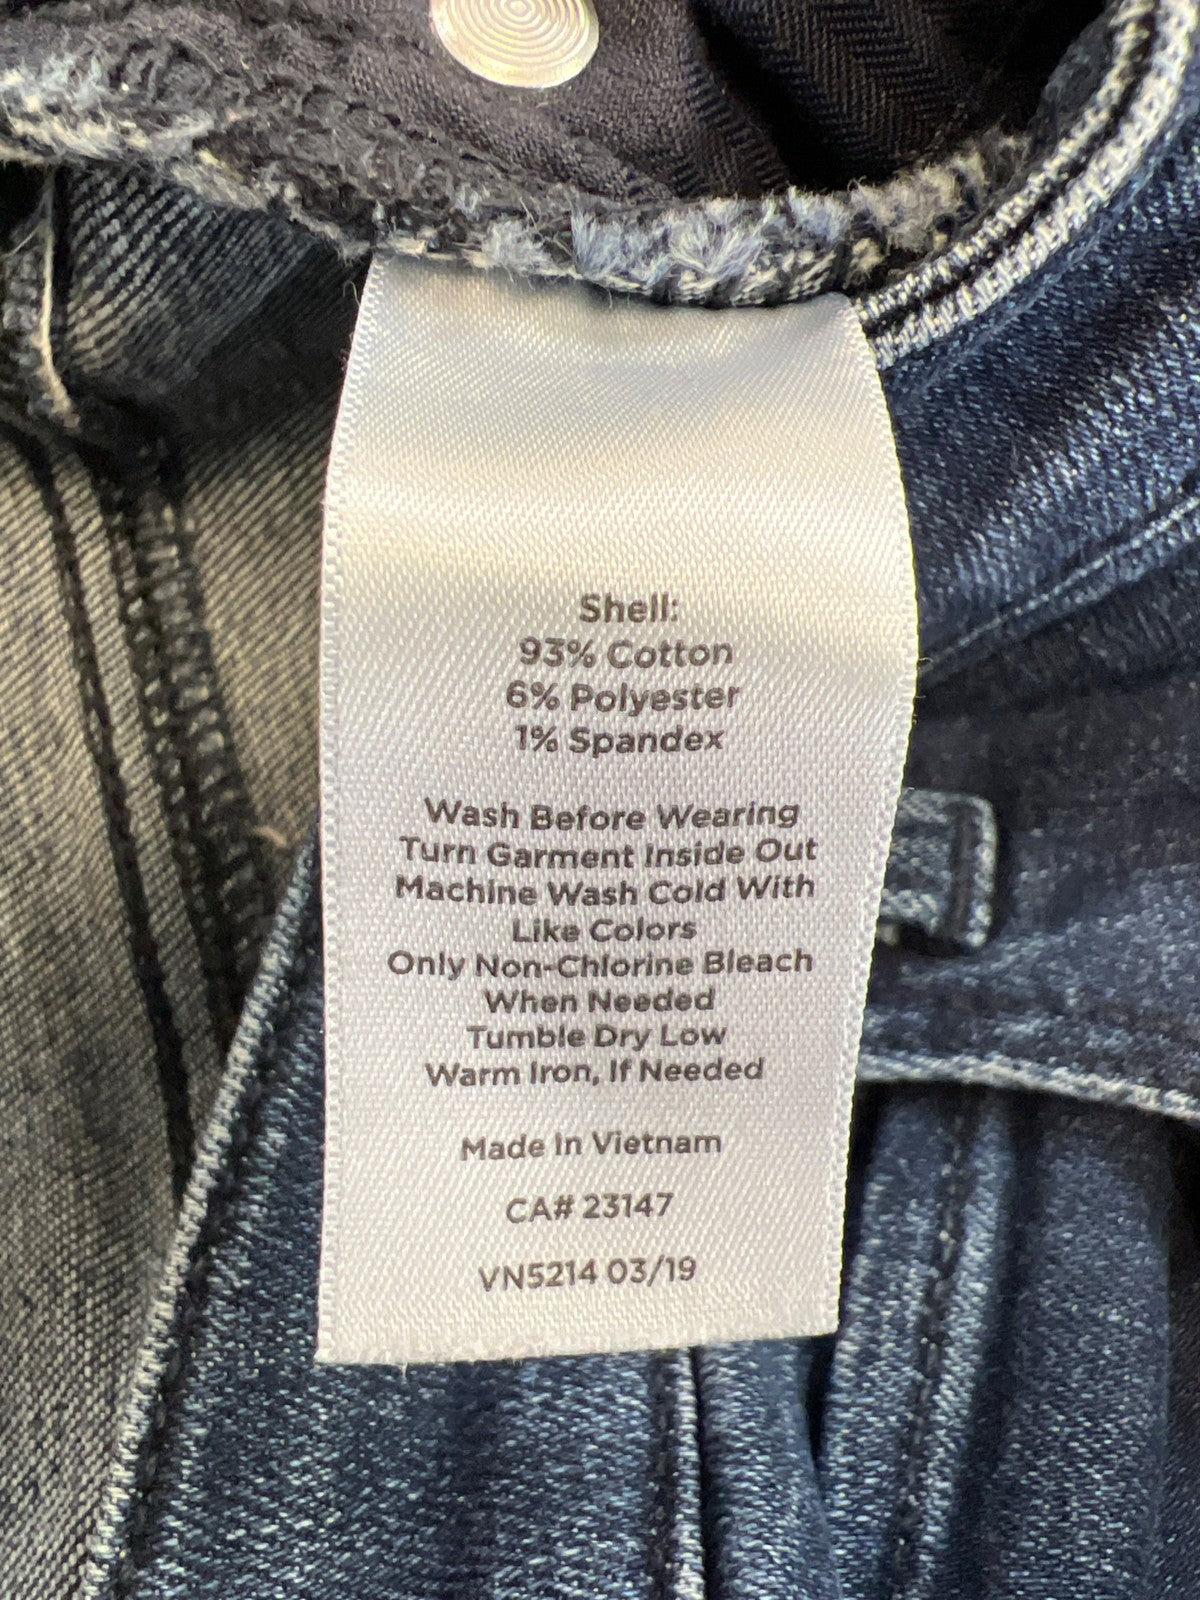 Shell:
93% Cotton
6% Polyester
1% Spandex
Wash Before Wearing
Turn Garment Inside Out
Machine Wash Cold With
Like Colors
Only Non-Chlorine Bleach
When Needed
Tumble Dry Low
Warm Iron, If Needed
Made In Vietnam
CA# 23147
VN5214 03/19